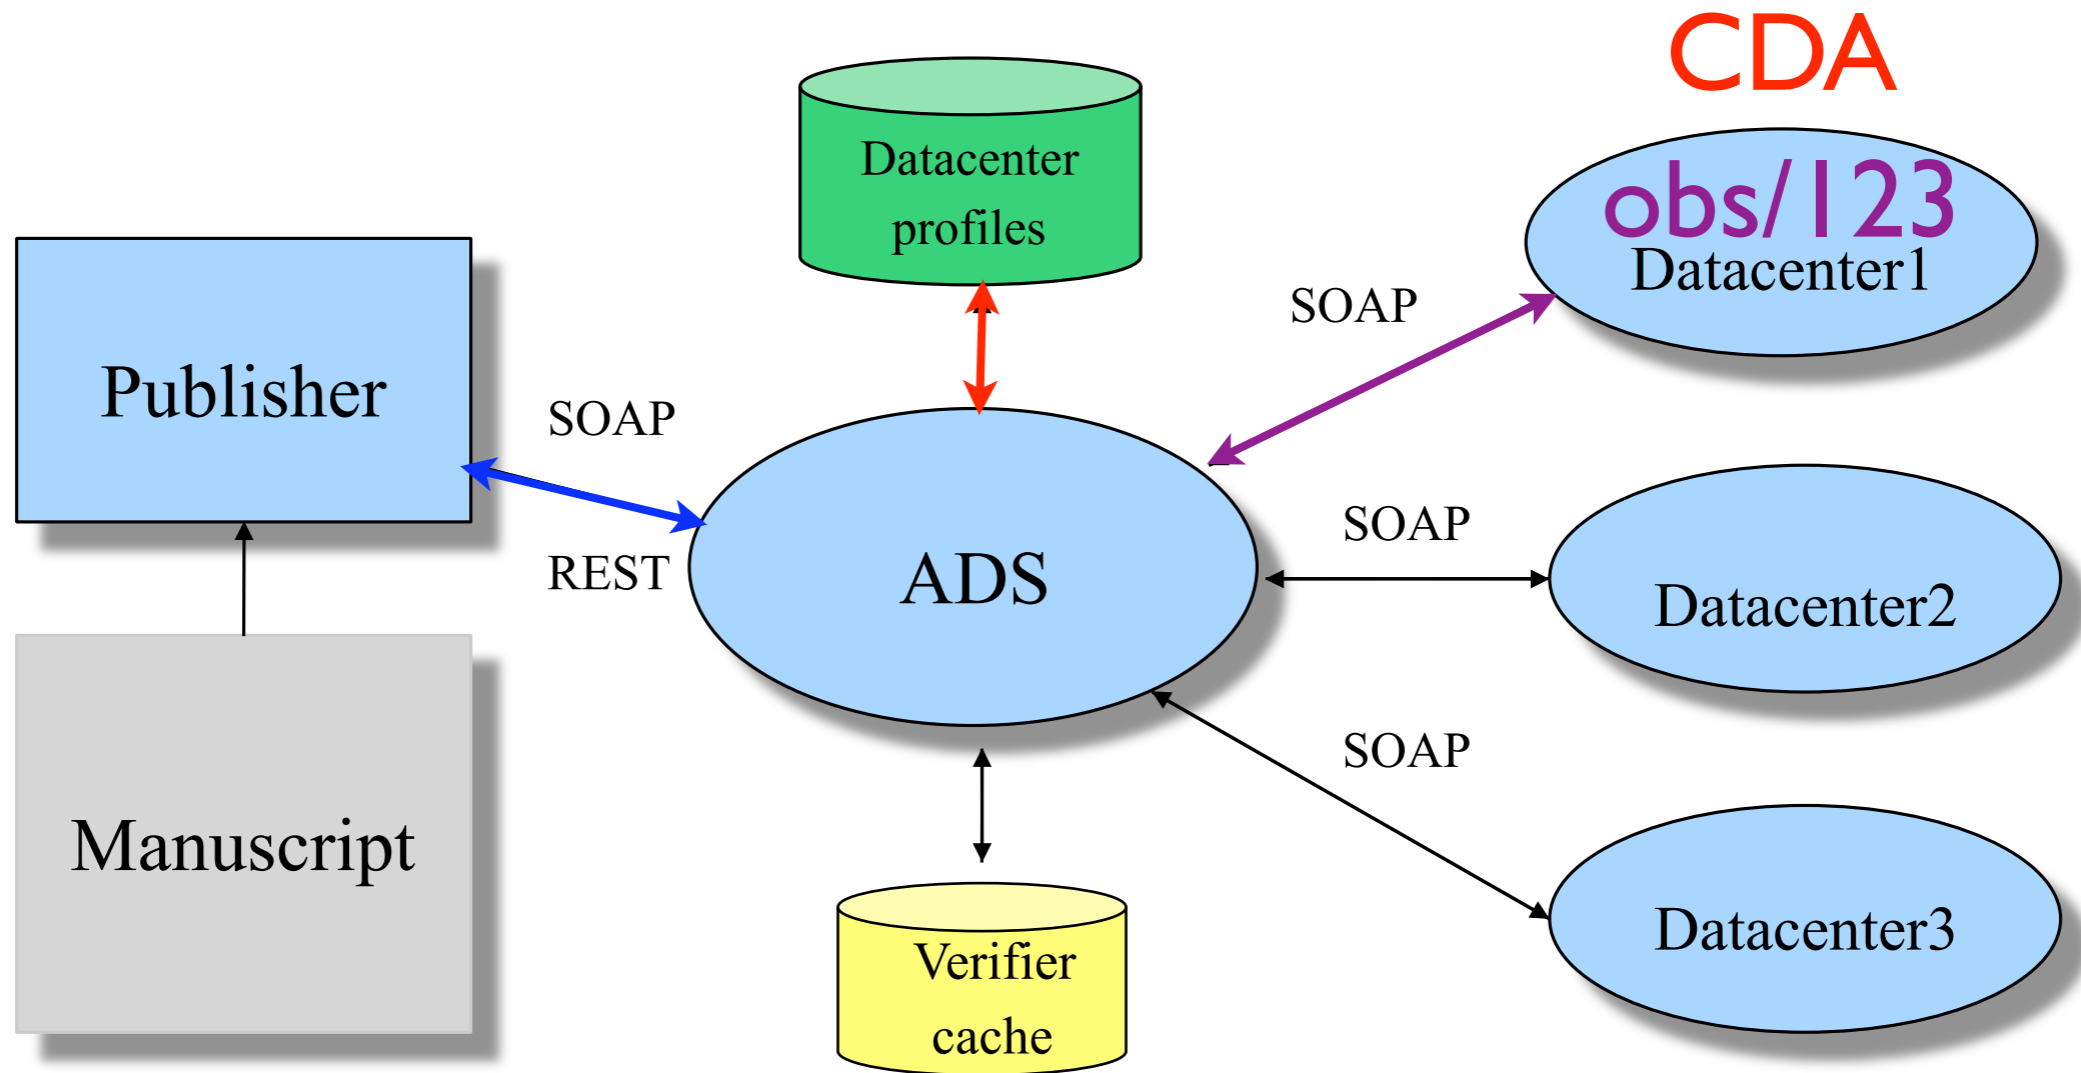 CDA
Datacenter
profiles
obs/123
Datacenter1
SOAP
Publisher
SOAP
REST
ADS
SOAP
Datacenter2
SOAP
Manuscript
Datacenter3
Verifier
cache